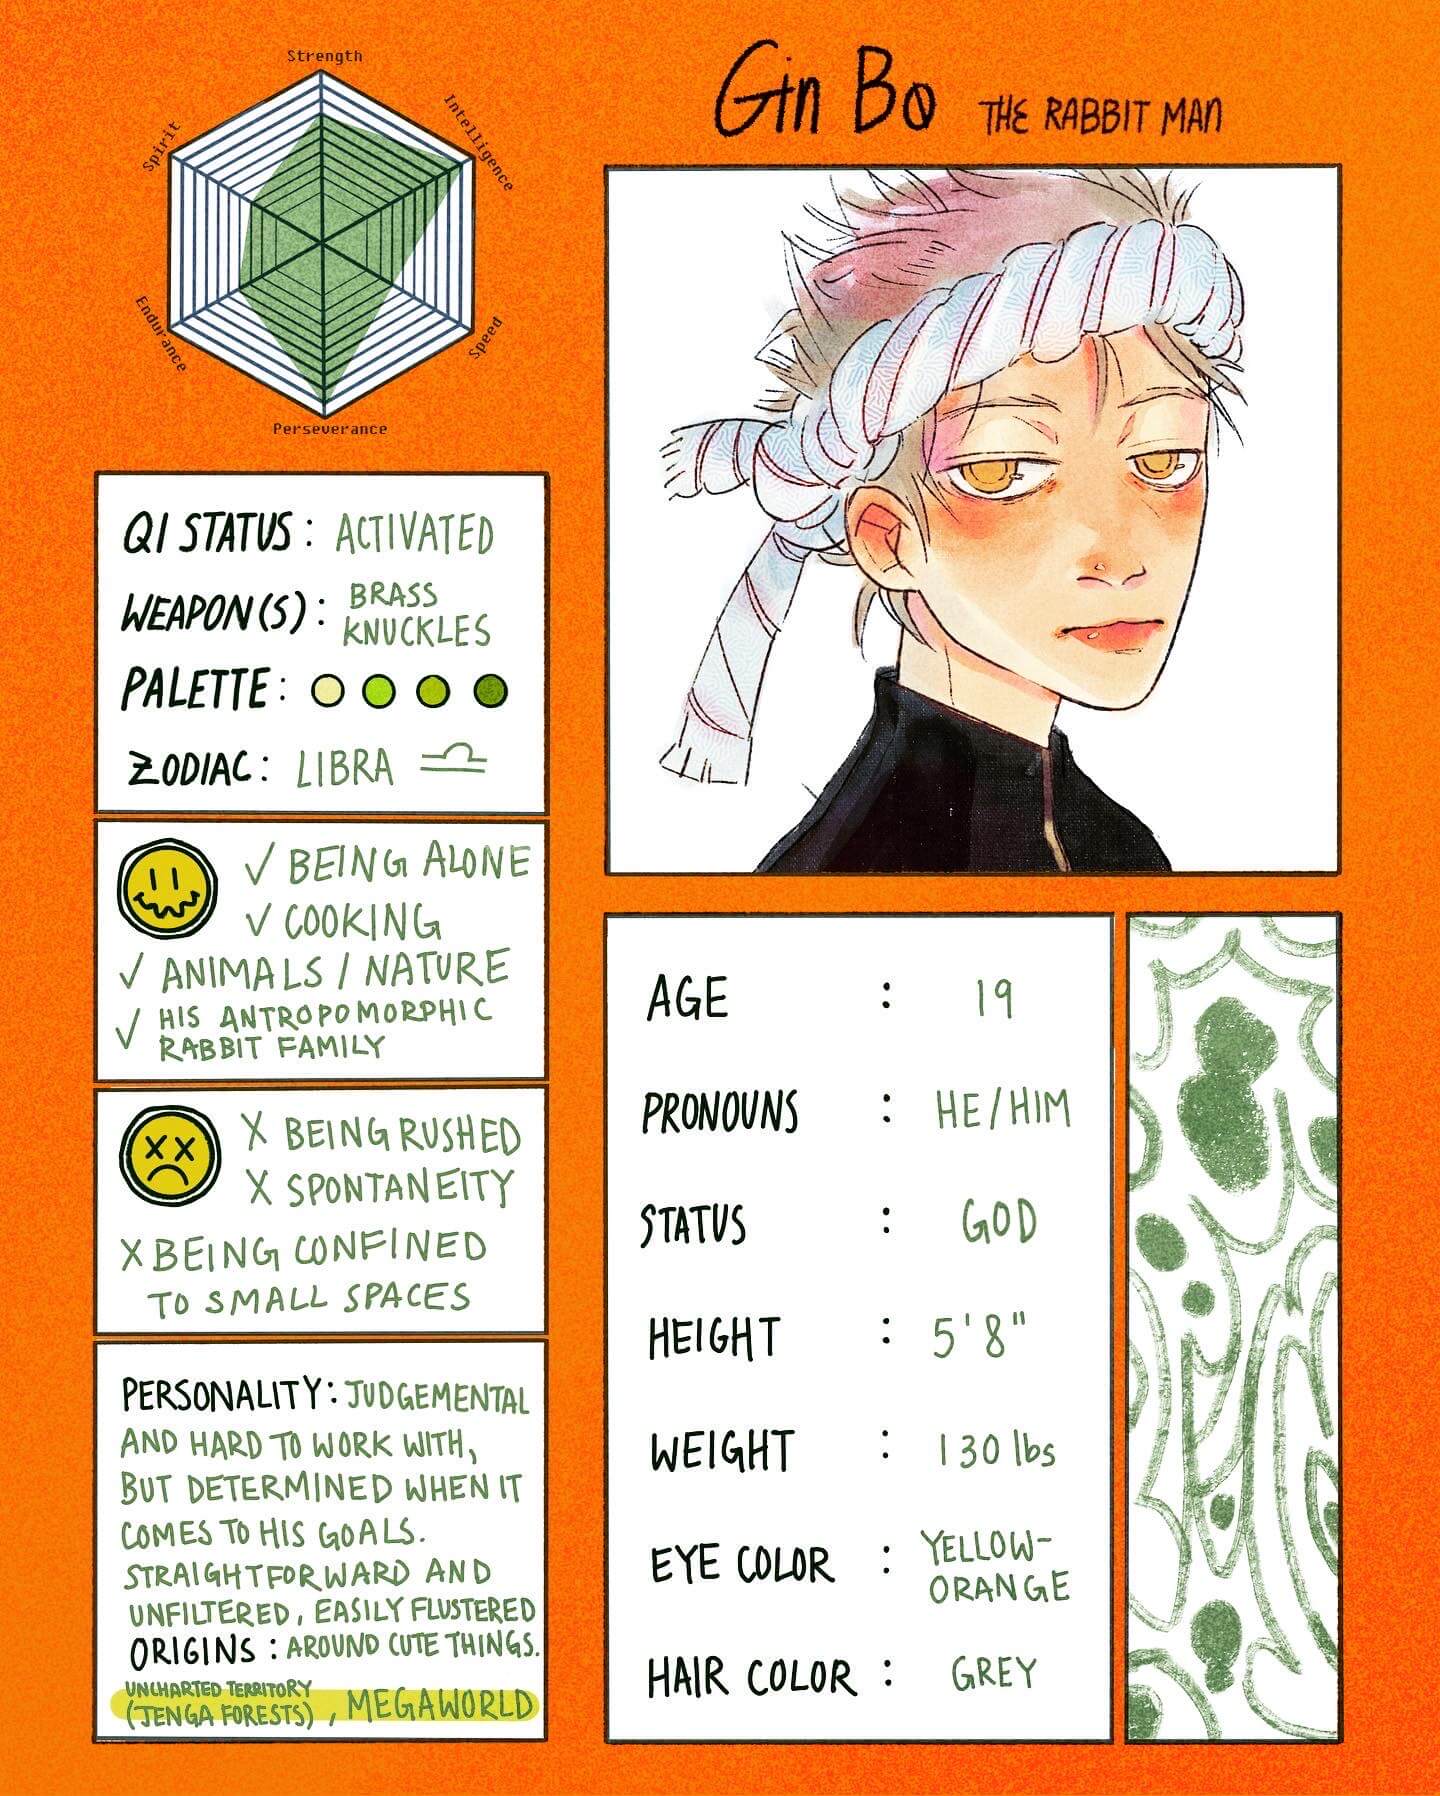 Gin Bo THE RABBIT MAN
Strength
Intelligence
Speed
Perseverance
Endurance
Spirit
QI STATUS : ACTIVATED
WEAPON(S) : BRASS
KNUCKLES
PALETTE :
ZODIAC : LIBRA ♎
✓ BEING ALONE
✓ COOKING
✓ ANIMALS / NATURE
✓ HIS ANTROPOMORPHIC
RABBIT FAMILY
X BEING RUSHED
X SPONTANEITY
X BEING CONFINED
TO SMALL SPACES
PERSONALITY : JUDGEMENTAL
AND HARD TO WORK WITH,
BUT DETERMINED WHEN IT
COMES TO HIS GOALS.
STRAIGHTFORWARD AND
UNFILTERED, EASILY FLUSTERED
AROUND CUTE THINGS.
ORIGINS :
UNCHARTED TERRITORY
(JENGA FORESTS) , MEGAWORLD
AGE : 19
PRONOUNS : HE/HIM
STATUS : GOD
HEIGHT : 5'8"
WEIGHT : 130 lbs
EYE COLOR : YELLOW-
ORANGE
HAIR COLOR : GREY